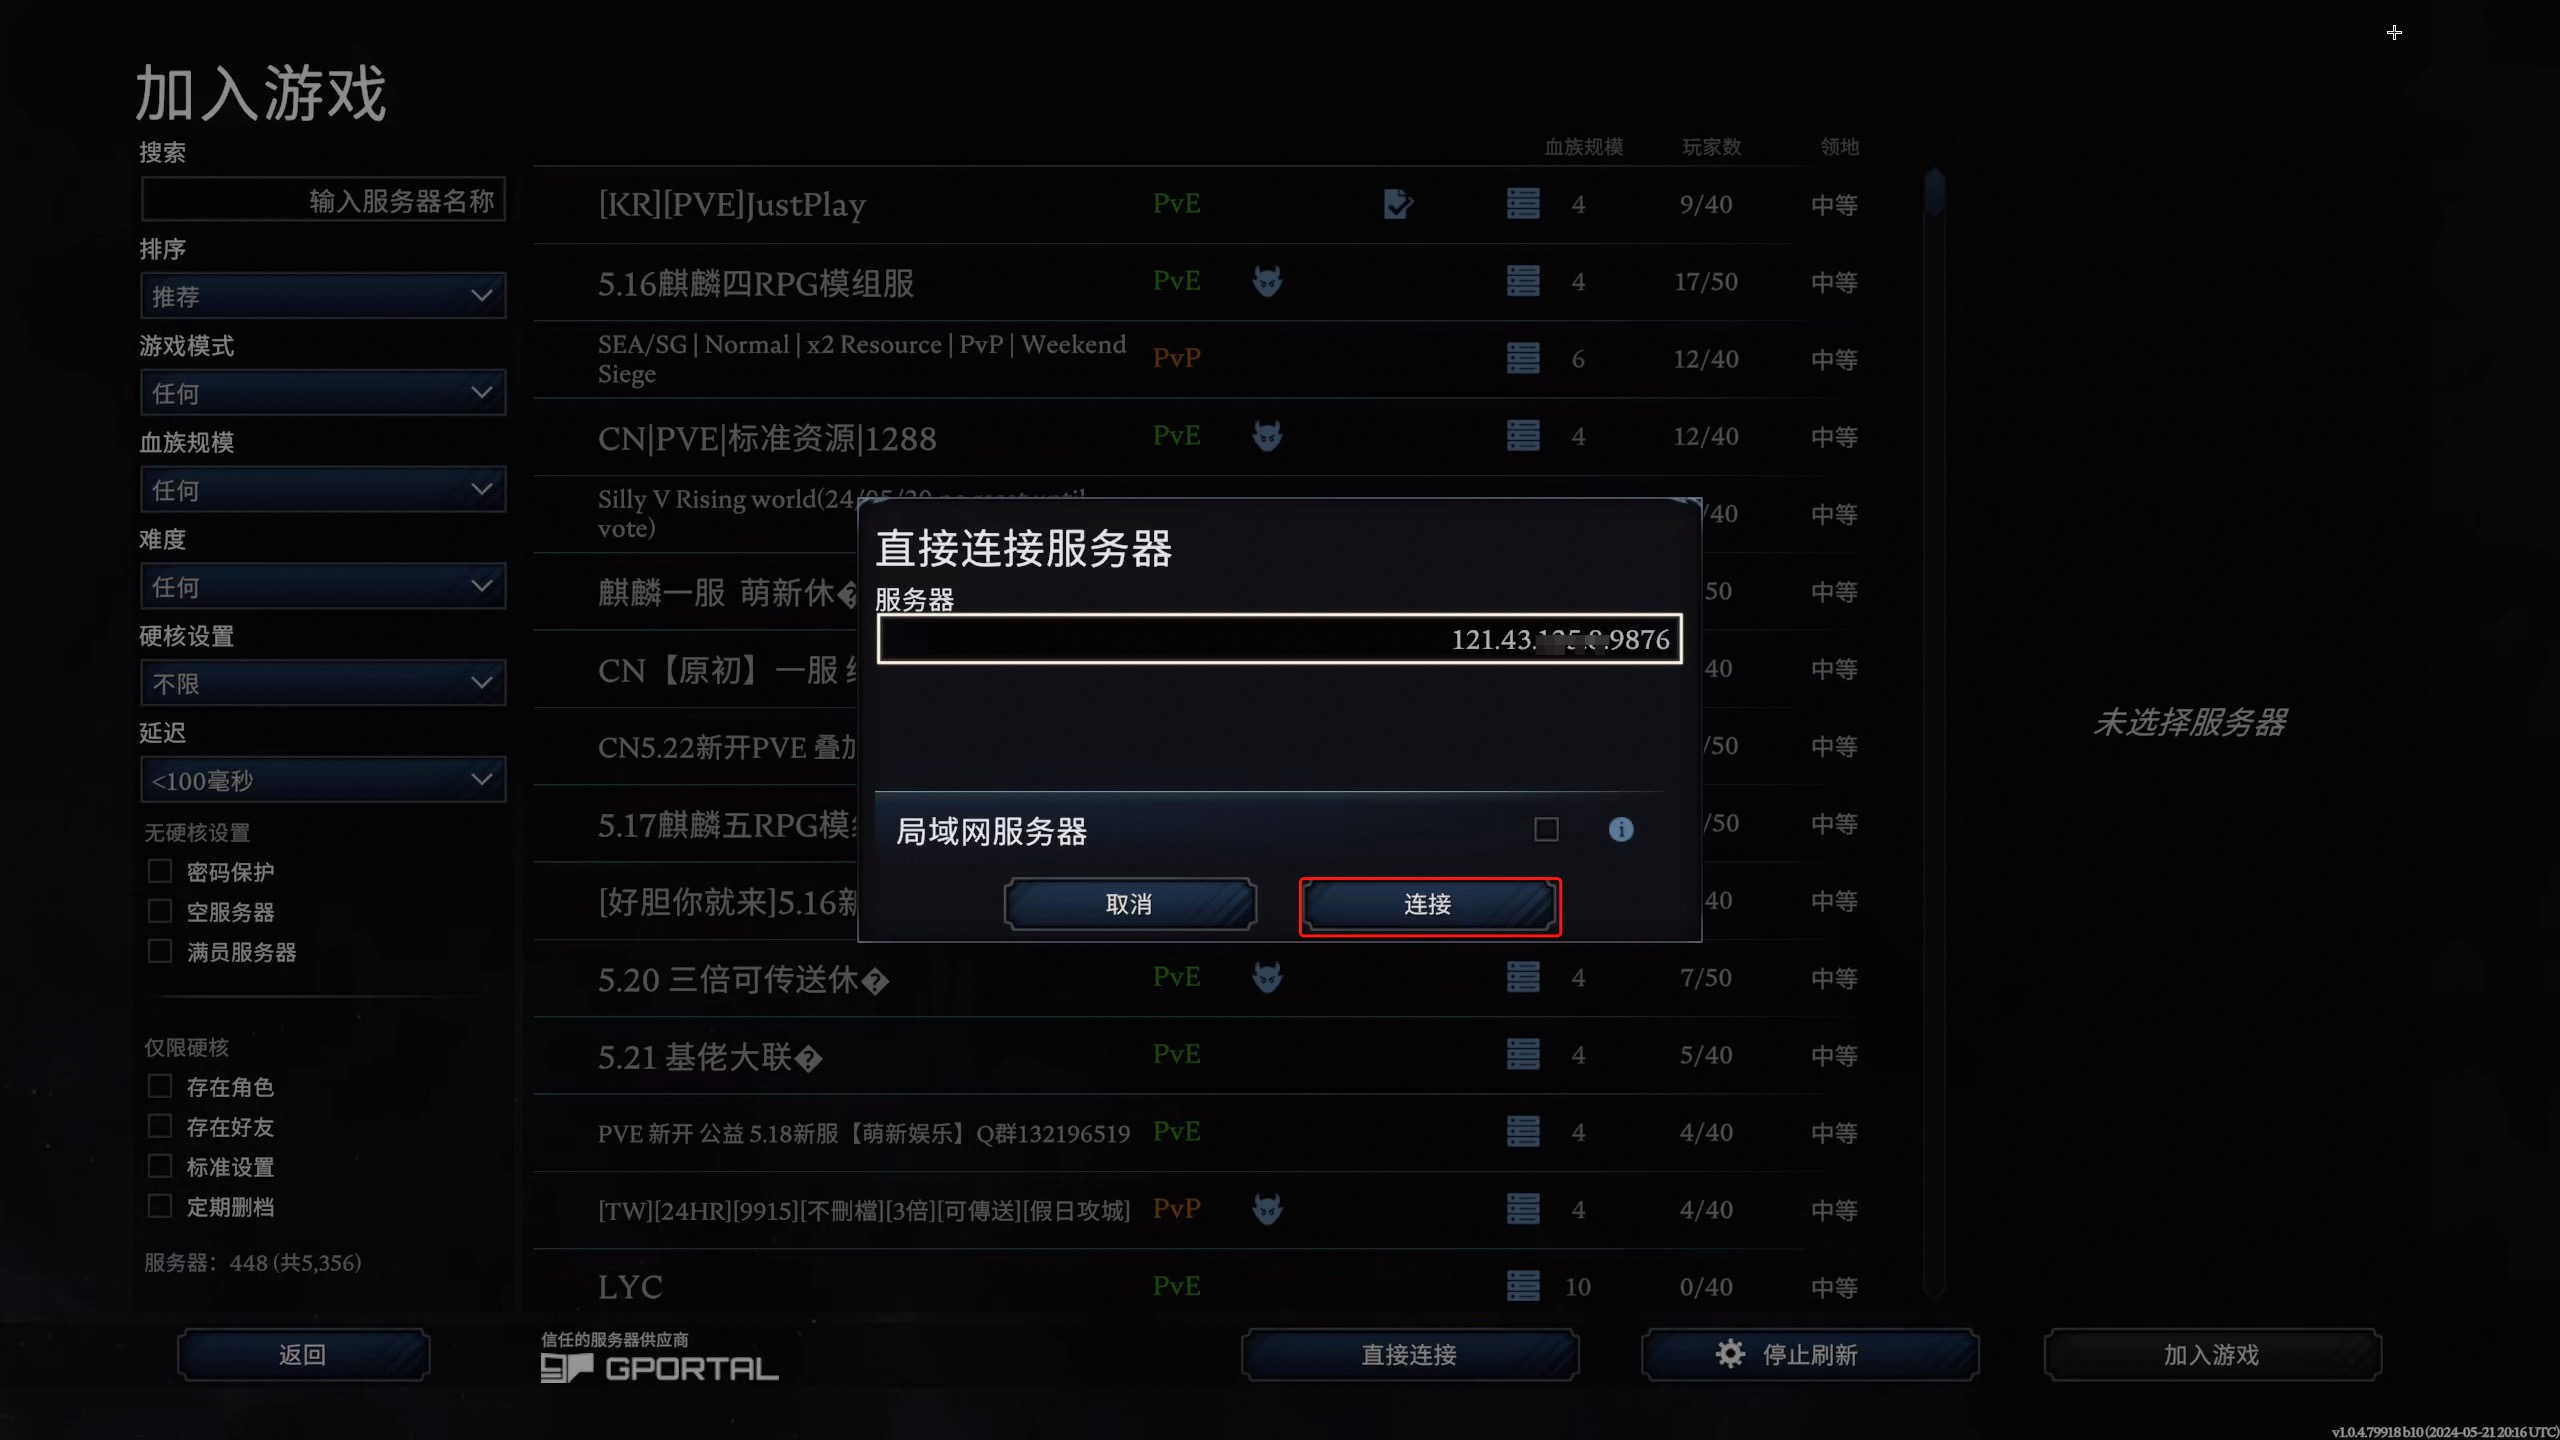 加入游戏
搜索
输入服务器名称
排序
推荐
游戏模式
任何
血族规模
任何
难度
任何
硬核设置
不限
延迟
<100毫秒
无硬核设置
密码保护
空服务器
满员服务器
仅限硬核
存在角色
存在好友
标准设置
定期删档
服务器：448 (共5,356)
血族规模 玩家数 领地
[KR][PVE]JustPlay PvE 4 9/40 中等
5.16麒麟四RPG模组服 PvE 4 17/50 中等
SEA/SG | Normal | x2 Resource | PvP | Weekend
Siege PvP 6 12/40 中等
CN|PVE|标准资源|1288 PvE 4 12/40 中等
Silly V Rising world(24/
vote) /40 中等
麒麟一服 萌新休� 50 中等
CN【原初】一服 40 中等
CN5.22新开PVE /50 中等
5.17麒麟五RPG /50 中等
[好胆你就来]5.16 40 中等
5.20 三倍可传送休� PvE 4 7/50 中等
5.21 基佬大联� PvE 4 5/40 中等
PVE 新开 公益 5.18新服【萌新娱乐】Q群132196519 PvE 4 4/40 中等
[TW][24HR][9915][不刪檔][3倍][可傳送][假日攻城] PvP 4 4/40 中等
LYC PvE 10 0/40 中等
直接连接服务器
服务器
121.43. 9876
局域网服务器
取消
连接
未选择服务器
返回
信任的服务器供应商
GPORTAL
直接连接
停止刷新
加入游戏
v1.0.4.79918 b10 (2024-05-21 20:16 UTC)